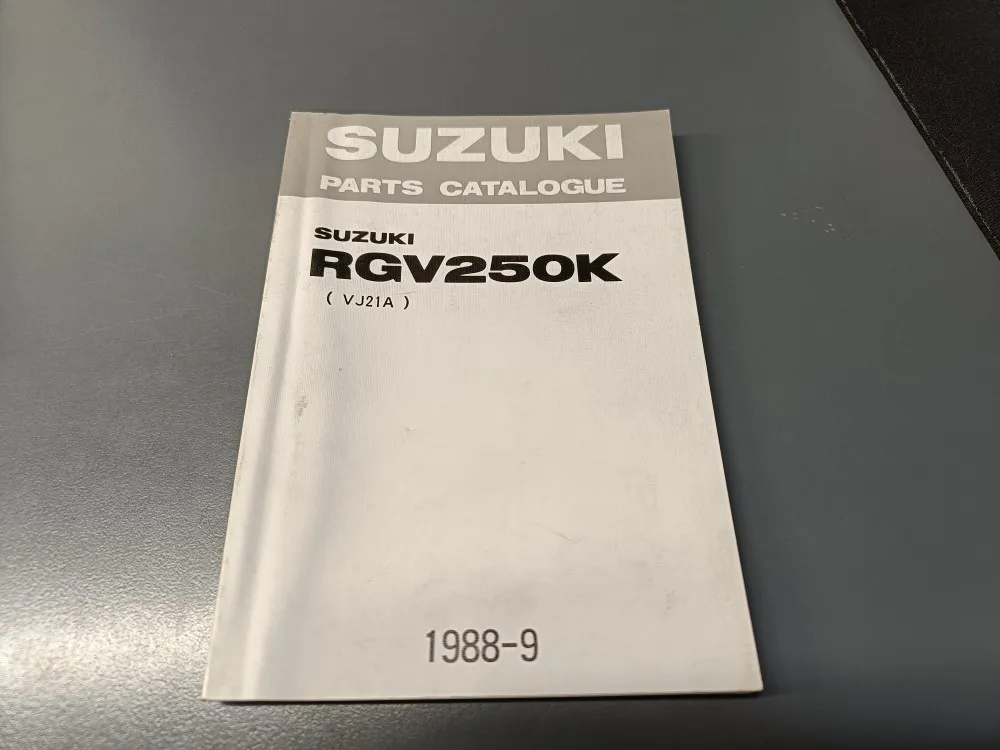 SUZUKI
PARTS CATALOGUE
SUZUKI
RGV250K
( VJ21A )
1988-9